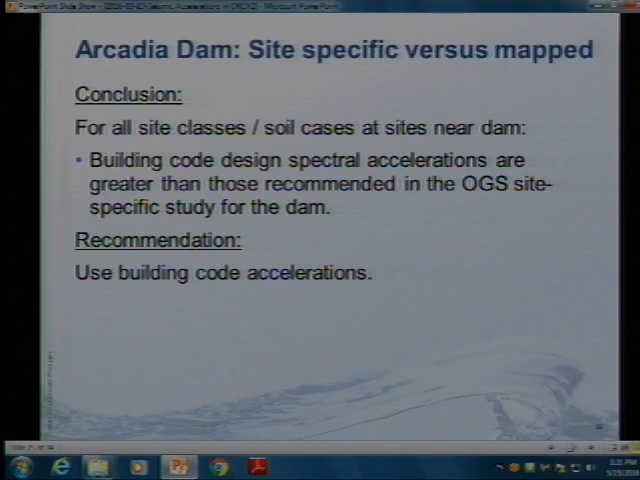 Arcadia Dam: Site specific versus mapped
Conclusion:
For all site classes / soil cases at sites near dam:
• Building code design spectral accelerations are
greater than those recommended in the OGS site-
specific study for the dam.
Recommendation:
Use building code accelerations.